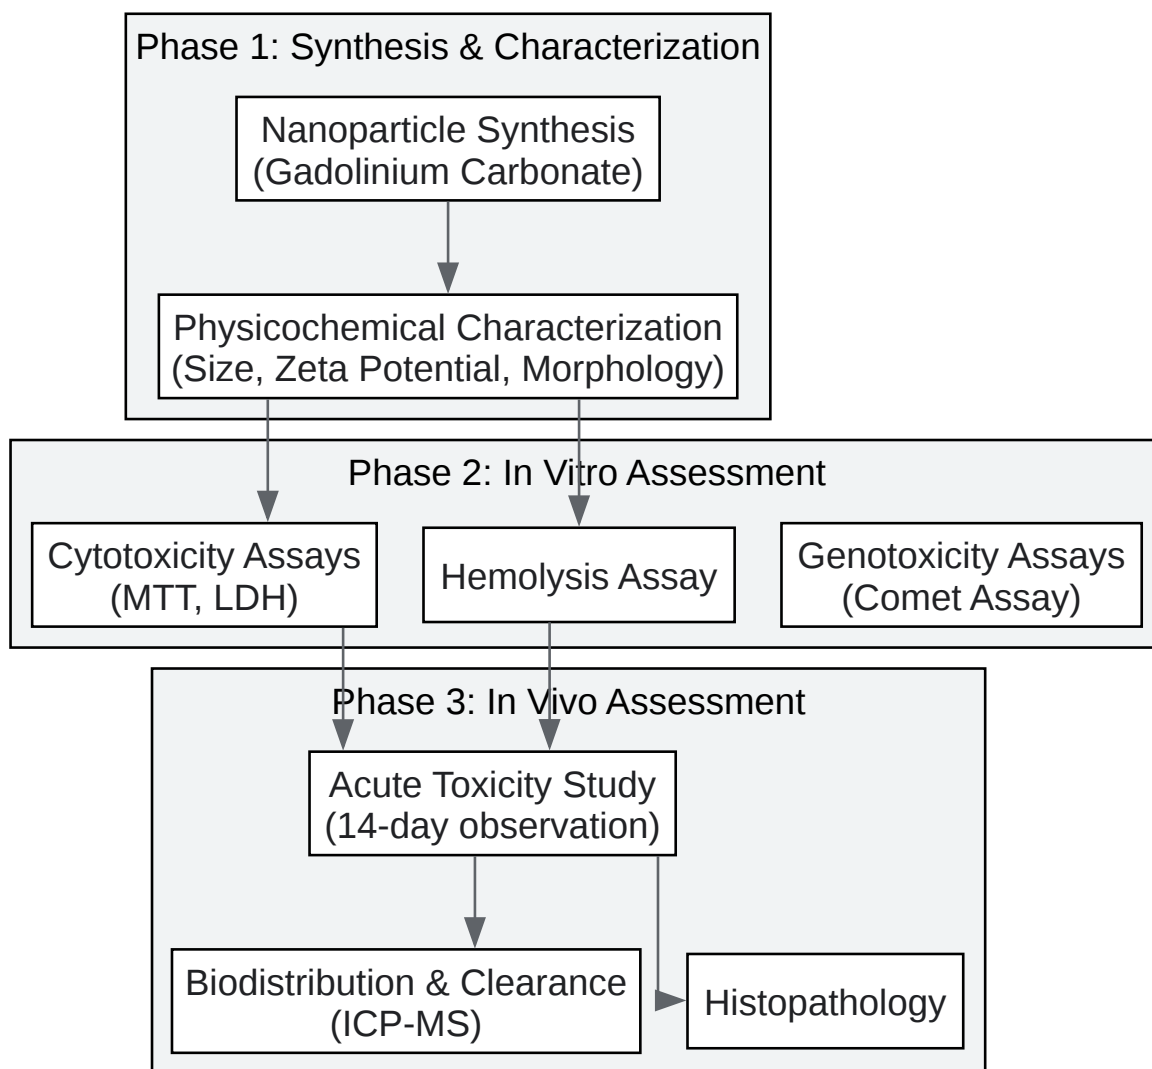 Phase 1: Synthesis & Characterization
Nanoparticle Synthesis
(Gadolinium Carbonate)
Physicochemical Characterization
(Size, Zeta Potential, Morphology)
Phase 2: In Vitro Assessment
Cytotoxicity Assays
(MTT, LDH)
Hemolysis Assay
Genotoxicity Assays
(Comet Assay)
Phase 3: In Vivo Assessment
Acute Toxicity Study
(14-day observation)
Biodistribution & Clearance
(ICP-MS)
Histopathology